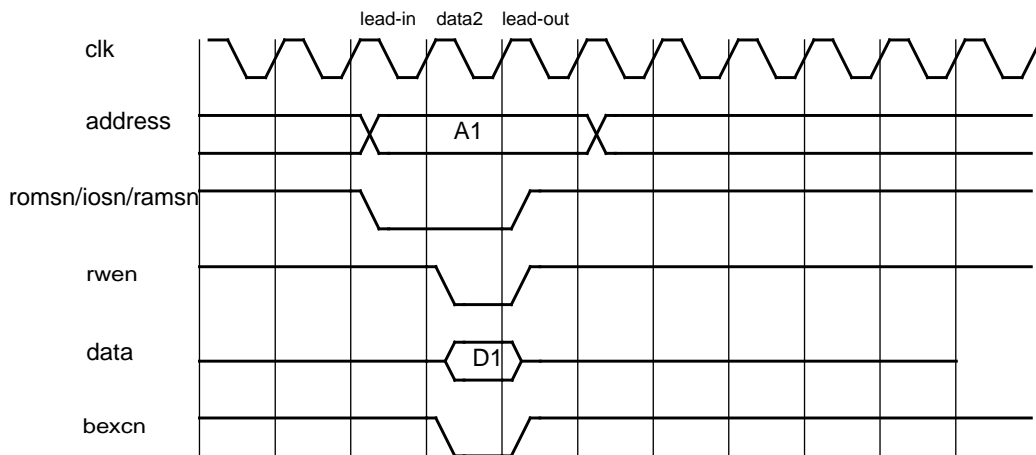 lead-in data2 lead-out
clk
address A1
romsn/iosn/ramsn
rwen
data D1
bexcn